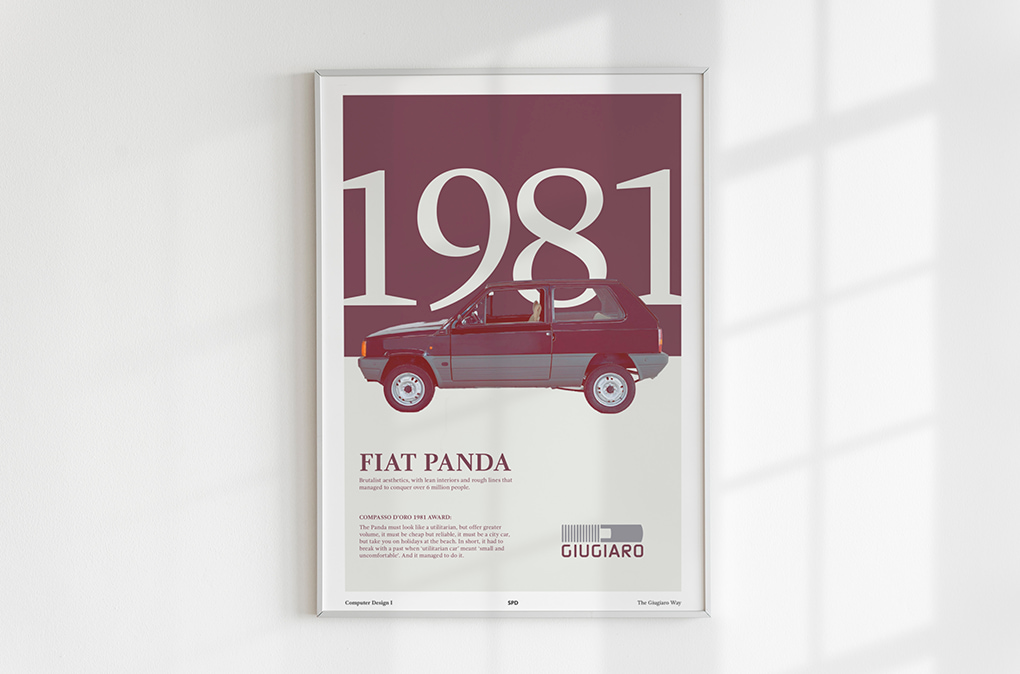 1981
FIAT PANDA
Brutalist aesthetics, with lean interiors and rough lines that
managed to conquer over 6 million people.
COMPASSO D'ORO 1981 AWARD:
The Panda must look like a utilitarian, but offer greater
volume, it must be cheap but reliable, it must be a city car,
but take you on holidays at the beach. In short, it had to
break with a past when 'utilitarian car' meant 'small and
uncomfortable'. And it managed to do it.
GIUGIARO
Computer Design I
SPD
The Giugiaro Way